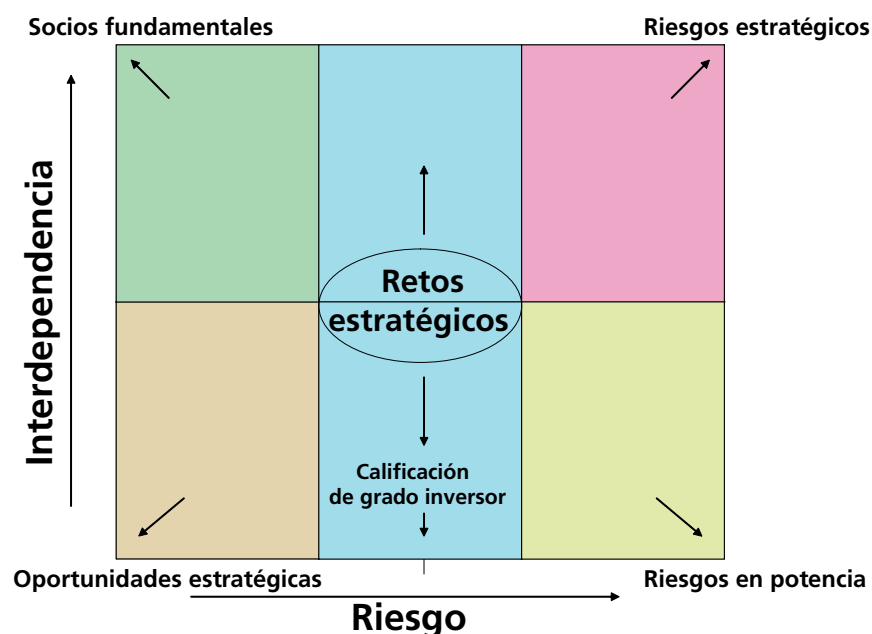 Socios fundamentales
Riesgos estratégicos
Interdependencia
Retos
estratégicos
Calificación
de grado inversor
Oportunidades estratégicas
Riesgos en potencia
Riesgo